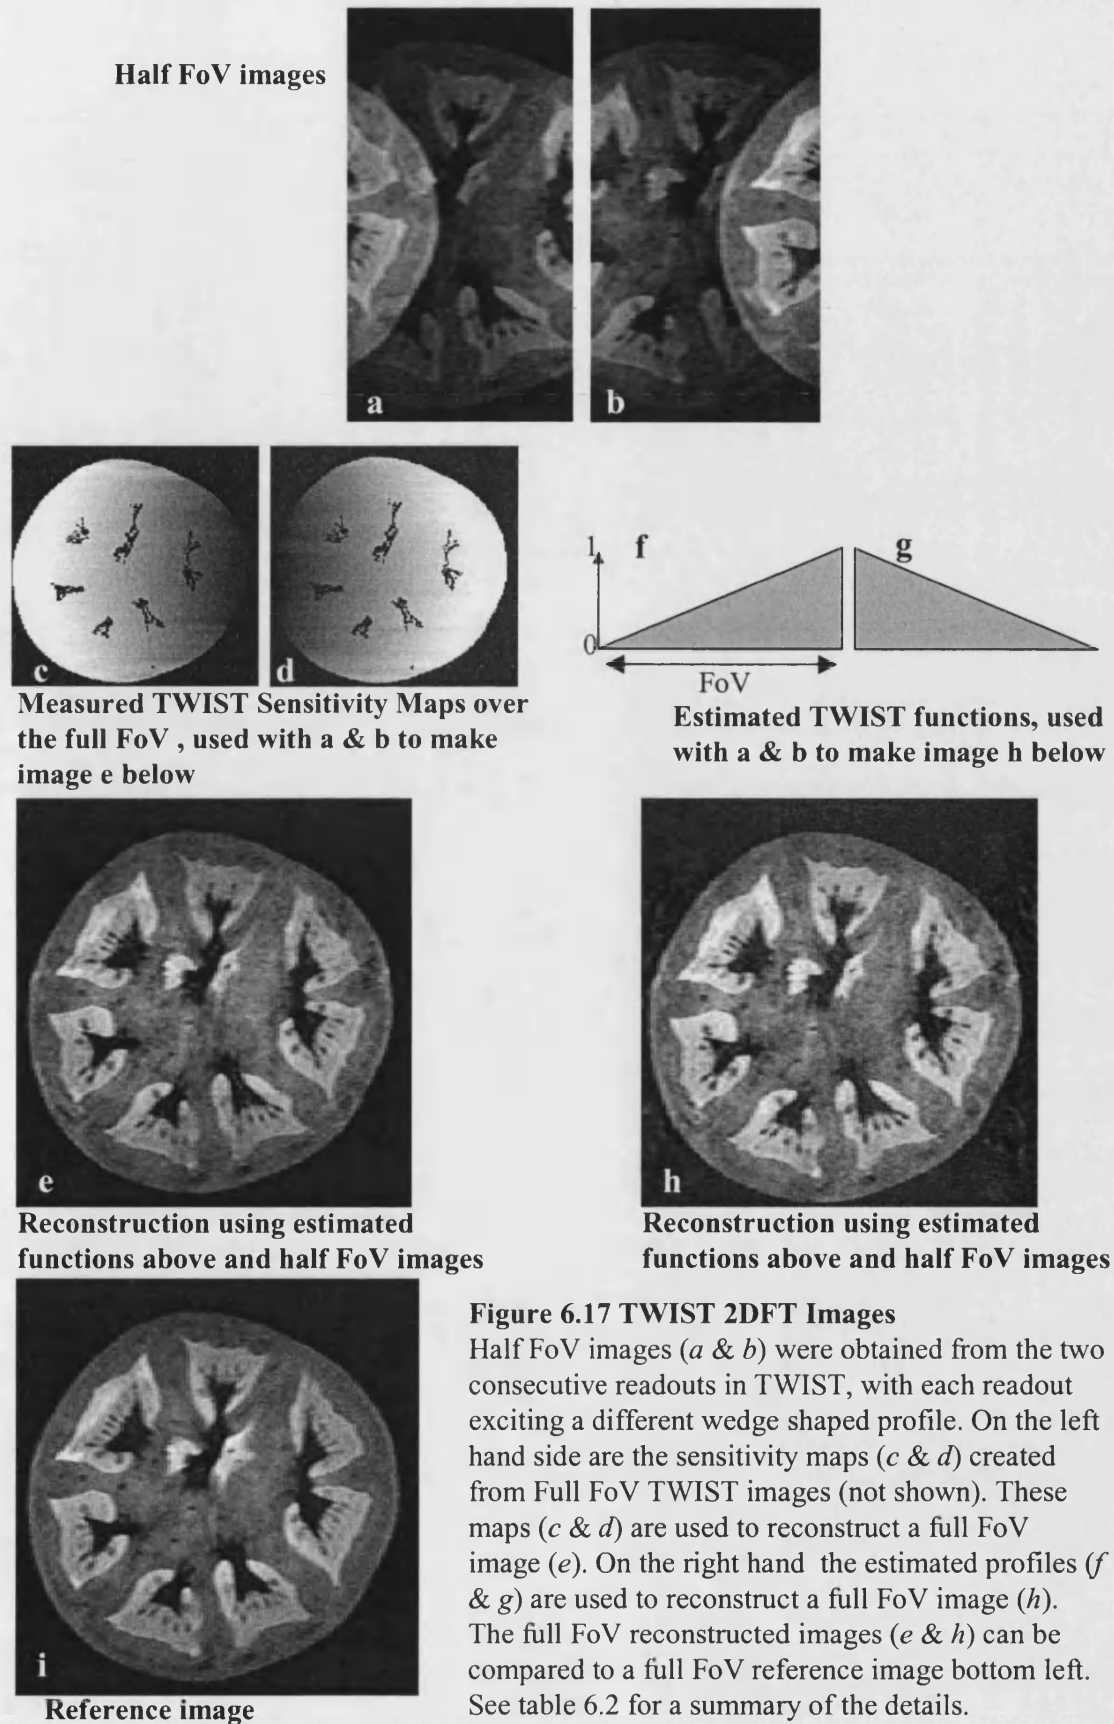 Half FoV images
a
b
c
d
Measured TWIST Sensitivity Maps over
the full FoV , used with a & b to make
image e below
1
f
g
0
FoV
Estimated TWIST functions, used
with a & b to make image h below
e
Reconstruction using estimated
functions above and half FoV images
h
Reconstruction using estimated
functions above and half FoV images
i
Reference image
Figure 6.17 TWIST 2DFT Images
Half FoV images (a & b) were obtained from the two
consecutive readouts in TWIST, with each readout
exciting a different wedge shaped profile. On the left
hand side are the sensitivity maps (c & d) created
from Full FoV TWIST images (not shown). These
maps (c & d) are used to reconstruct a full FoV
image (e). On the right hand the estimated profiles (f
& g) are used to reconstruct a full FoV image (h).
The full FoV reconstructed images (e & h) can be
compared to a full FoV reference image bottom left.
See table 6.2 for a summary of the details.